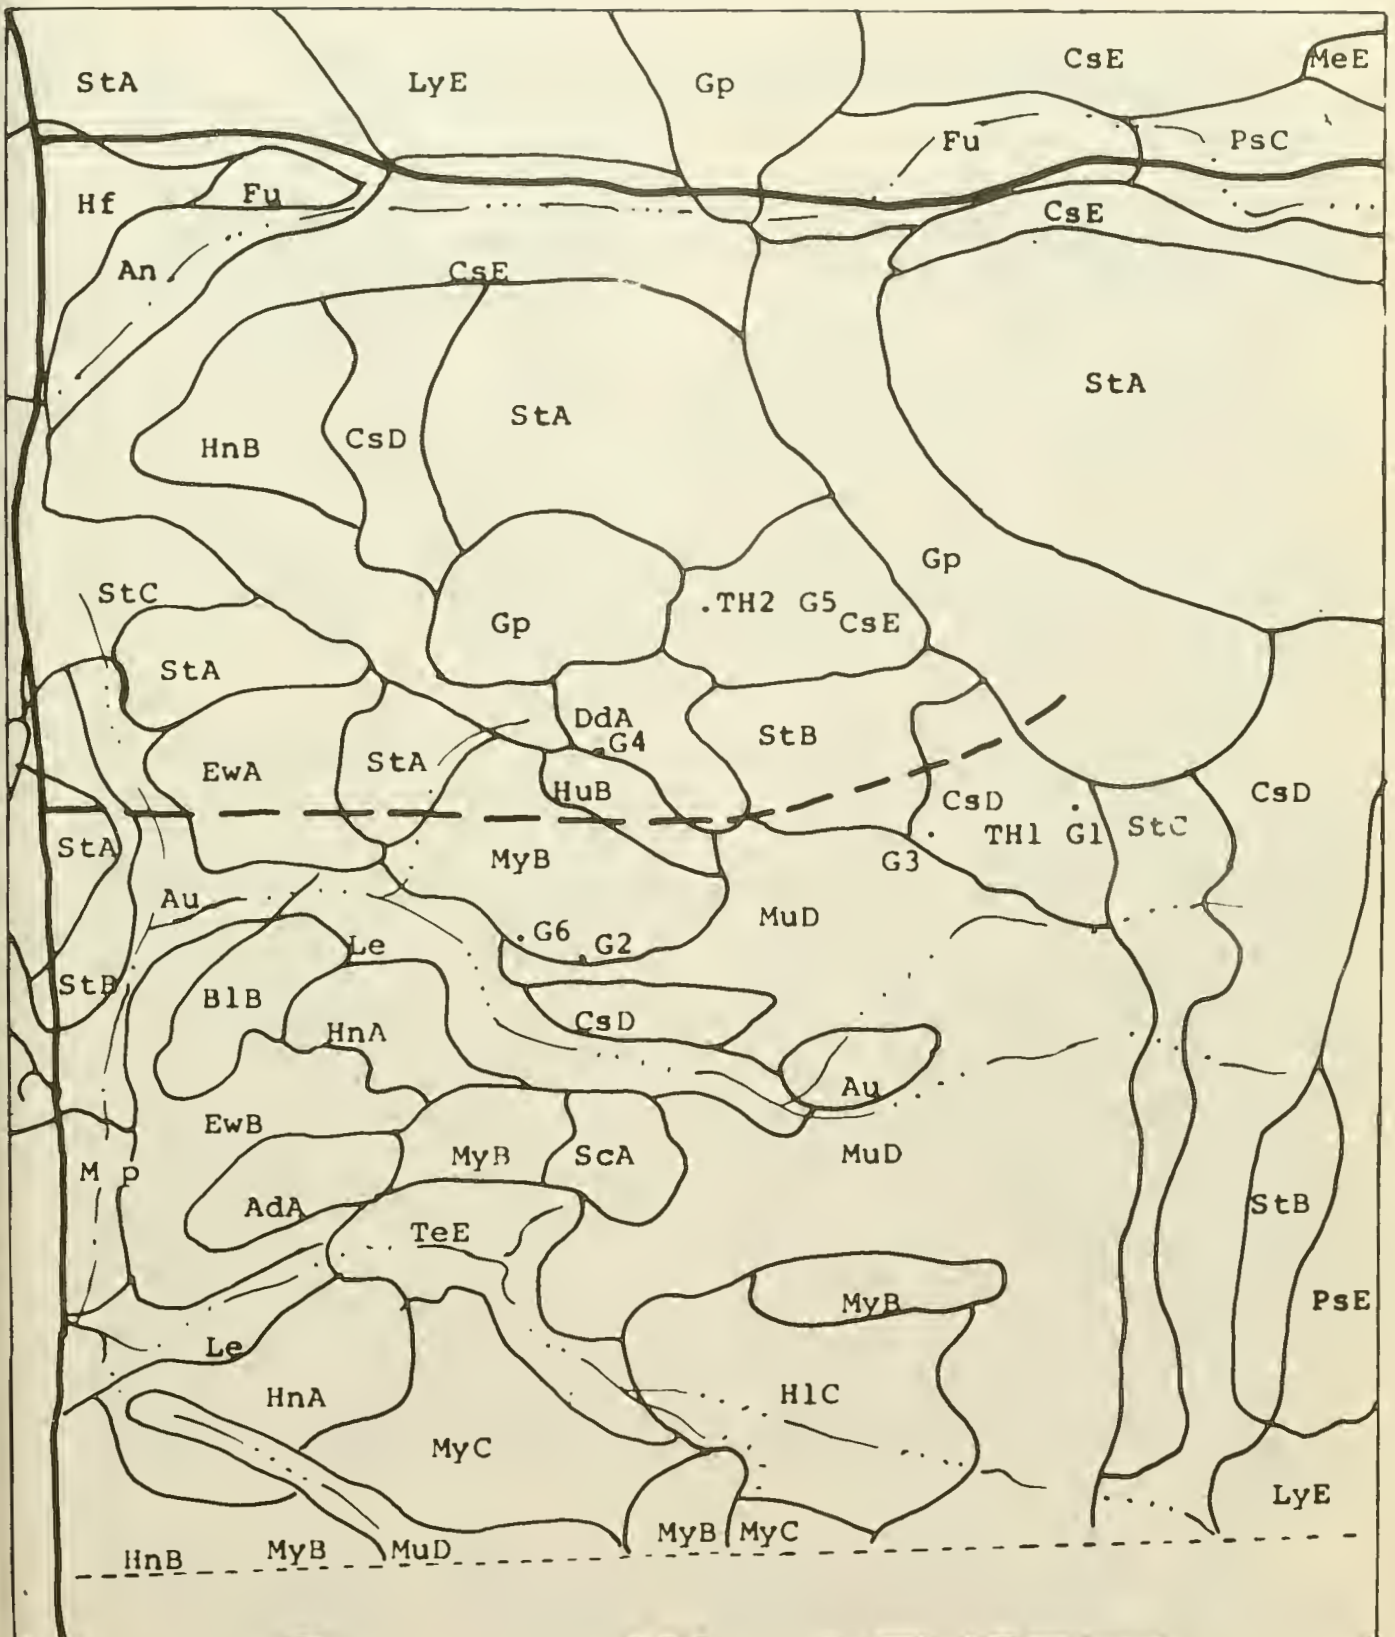 StA LyE Gp CsE MeE
Fu PsC
Hf Fu CsE
An CsE
StA
StA
HnB CsD
Gp
StC .TH2 G5 CsE
Gp
StA
DdA
StB
G4
EwA StA
HuB CsD CsD
TH1 G1 StC
StA MyB G3
Au MuD
.G6 G2
Le
StB BlB
CsD
HnA
Au
EwB
MyB ScA MuD
M p
AdA StB
TeE
MyB PsE
Le
HnA HlC
MyC
LyE
MyB MyC
HnB MyB MuD